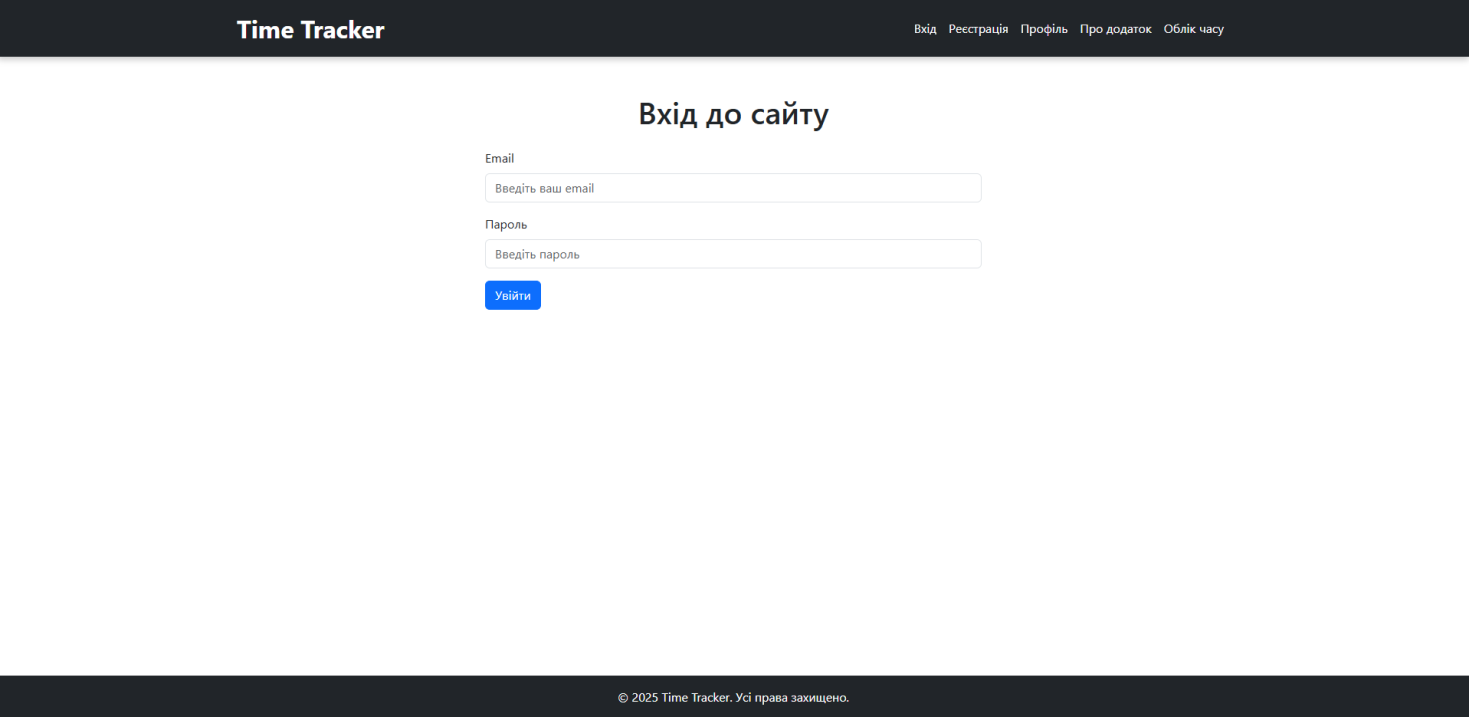 Time Tracker
Вхід Реєстрація Профіль Про додаток Облік часу
Вхід до сайту
Email
Введіть ваш email
Пароль
Введіть пароль
Увійти
© 2025 Time Tracker. Усі права захищено.